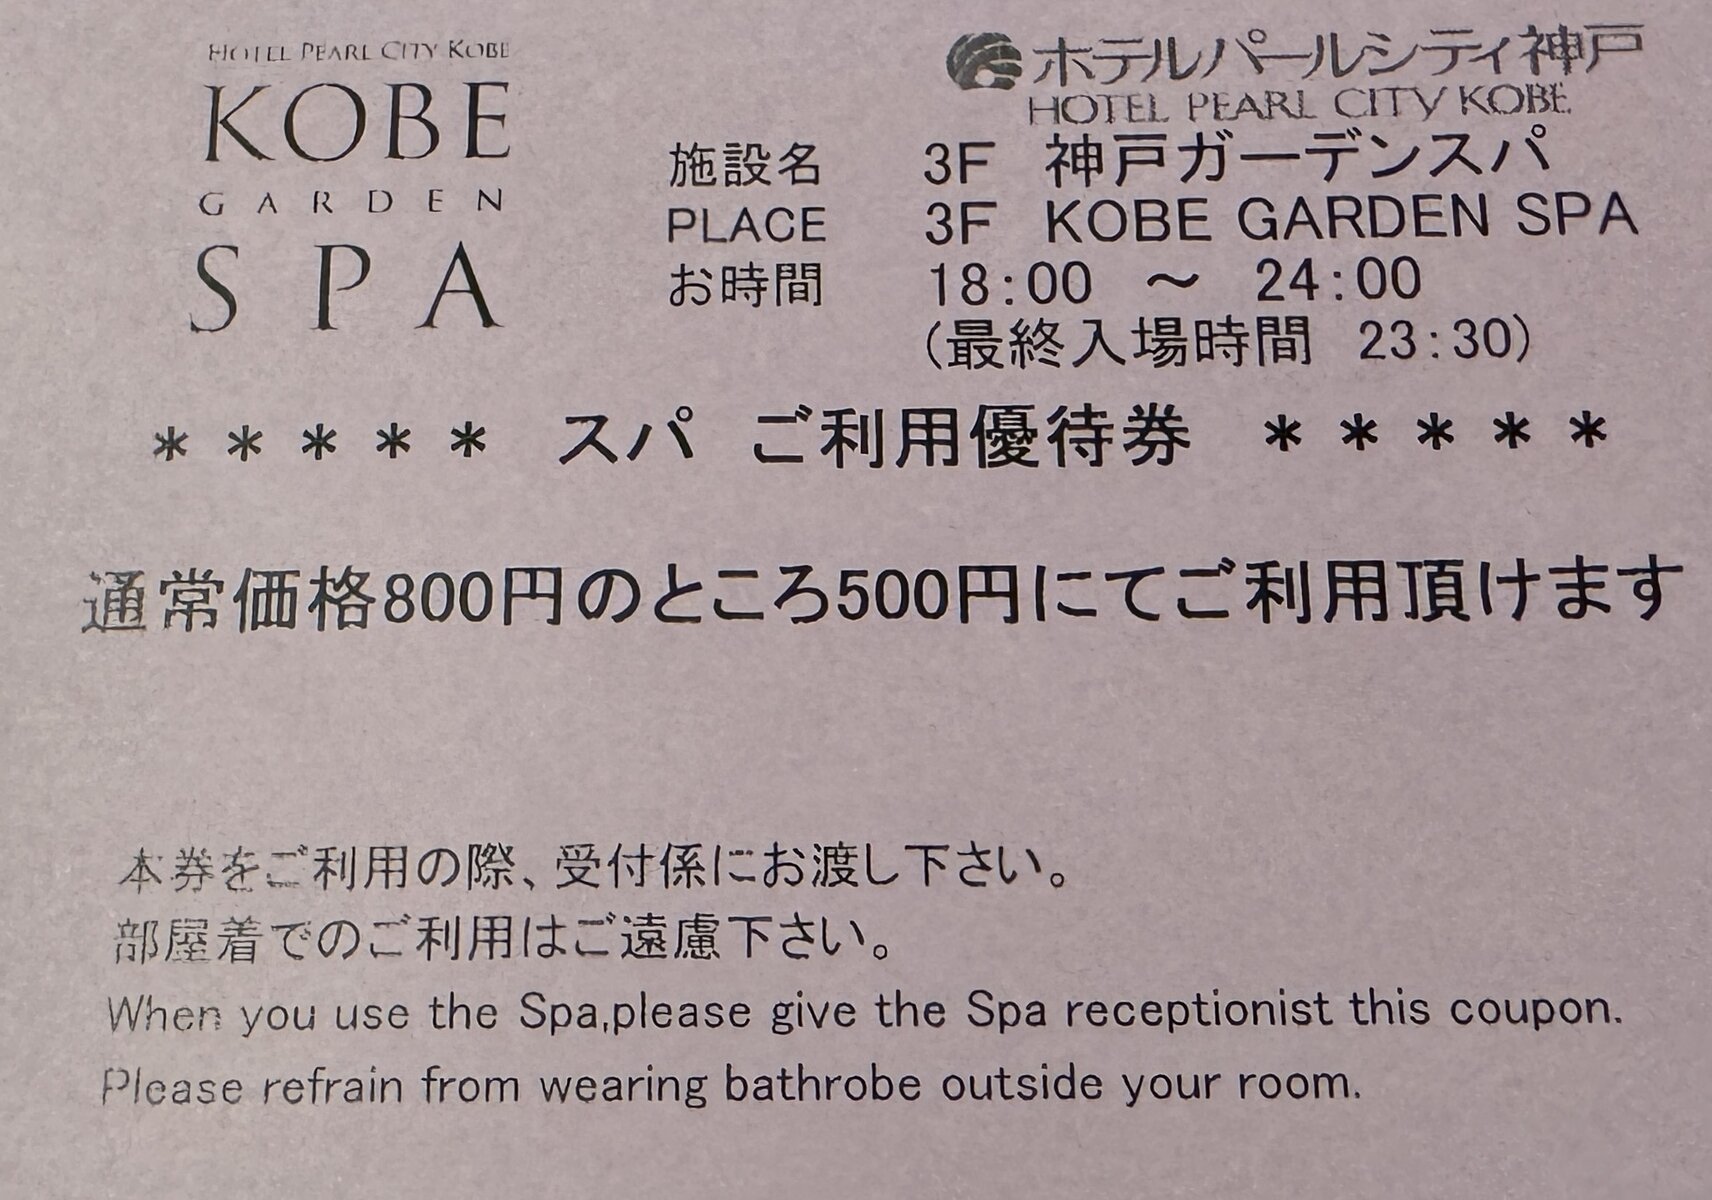 HOTEL PEARL CITY KOBE
KOBE
GARDEN
SPA
ホテルパールシティ神戸
HOTEL PEARL CITY KOBE
施設名 3F 神戸ガーデンスパ
PLACE 3F KOBE GARDEN SPA
お時間 18:00 ～ 24:00
(最終入場時間 23:30)
＊＊＊＊＊ スパ ご利用優待券 ＊＊＊＊＊
通常価格800円のところ500円にてご利用頂けます
本券をご利用の際、受付係にお渡し下さい。
部屋着でのご利用はご遠慮下さい。
When you use the Spa,please give the Spa receptionist this coupon.
Please refrain from wearing bathrobe outside your room.